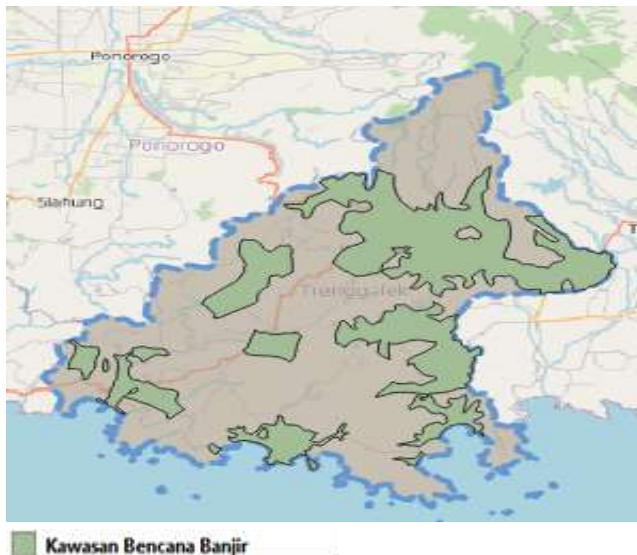 Ponorogo
Ponorogo
Slahung
T
Trenggalek
Kawasan Bencana Banjir